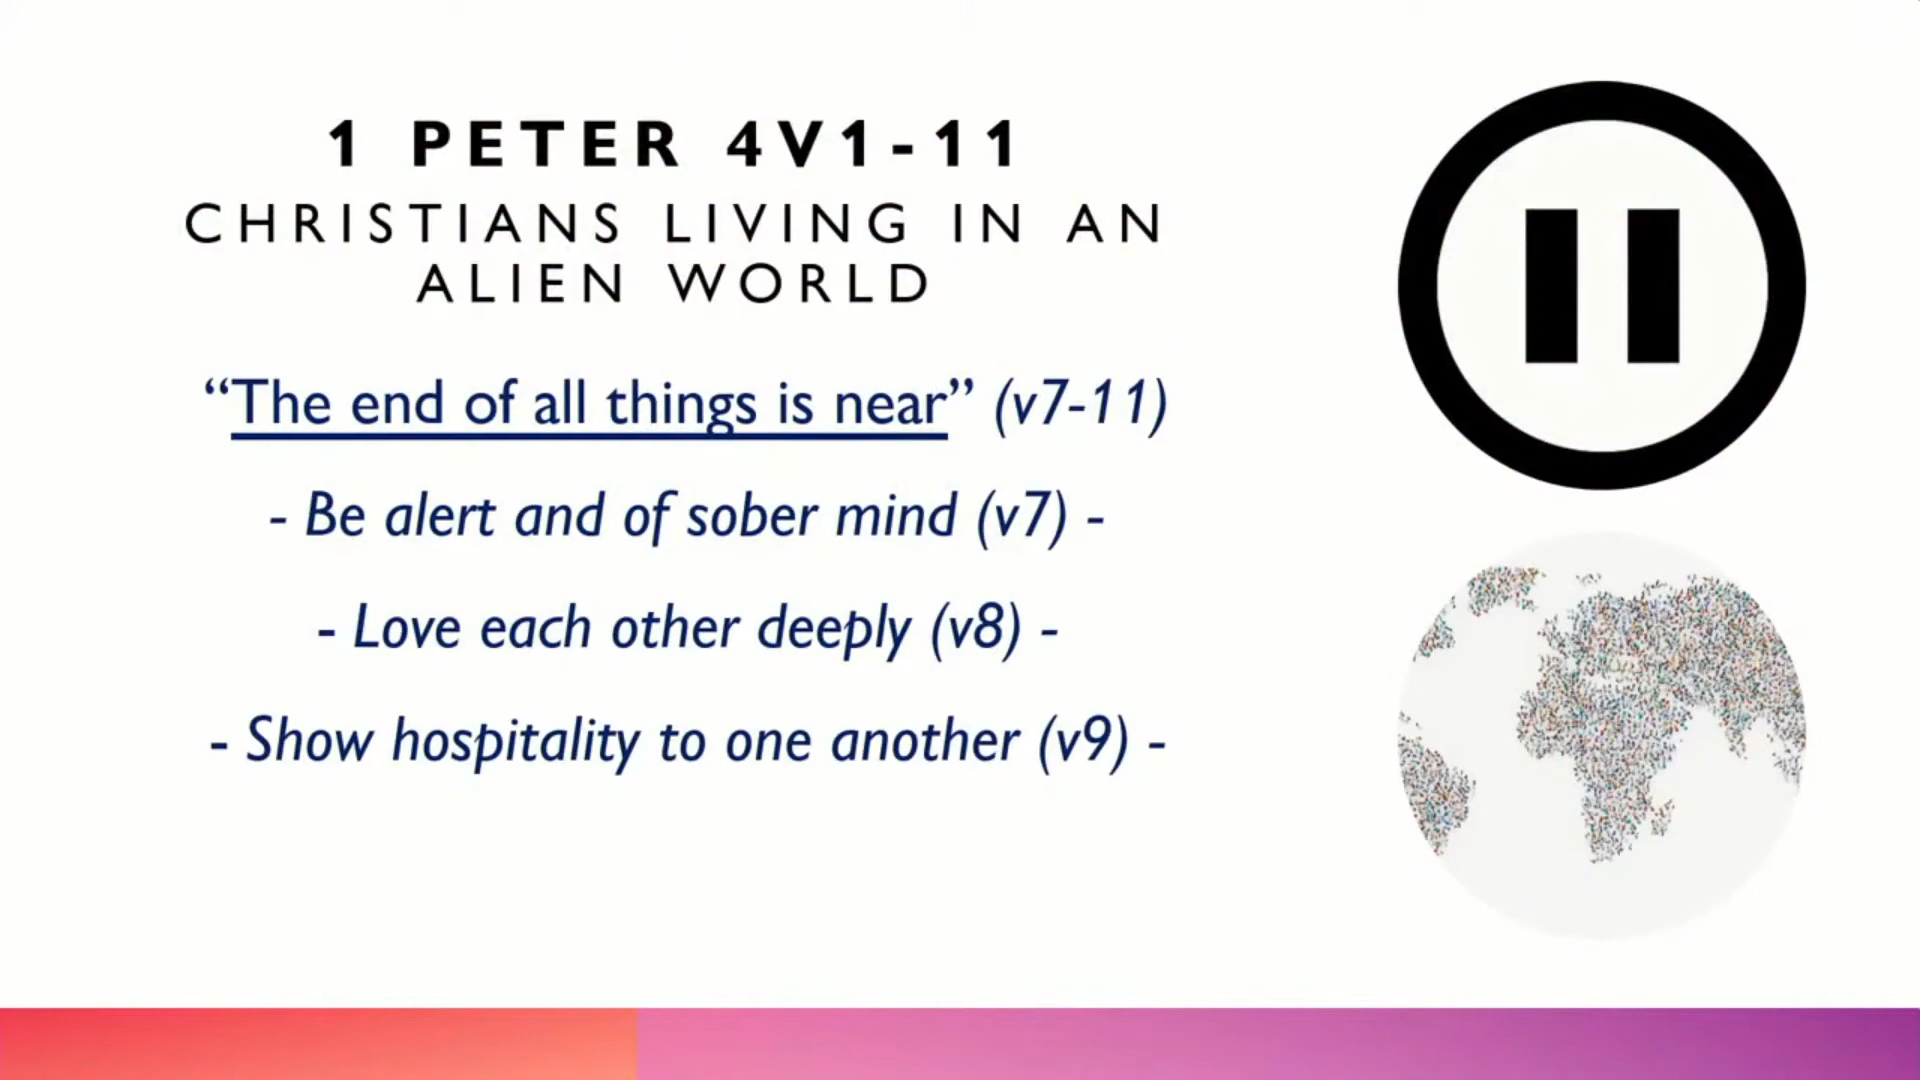 1 PETER 4V1-11
CHRISTIANS LIVING IN AN
ALIEN WORLD
“The end of all things is near” (v7-11)
- Be alert and of sober mind (v7) -
- Love each other deeply (v8) -
- Show hospitality to one another (v9) -